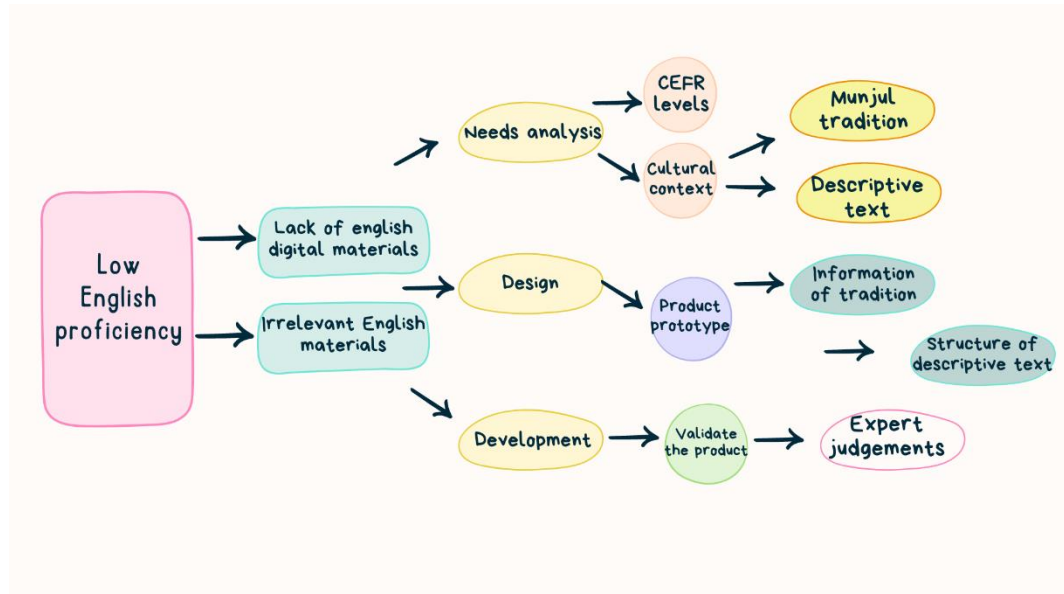 Low
English
proficiency
Lack of english
digital materials
Irrelevant English
materials
Needs analysis
CEFR
levels
Cultural
context
Munjul
tradition
Descriptive
text
Design
Product
prototype
Information
of tradition
Structure of
descriptive text
Development
Validate
the product
Expert
judgements